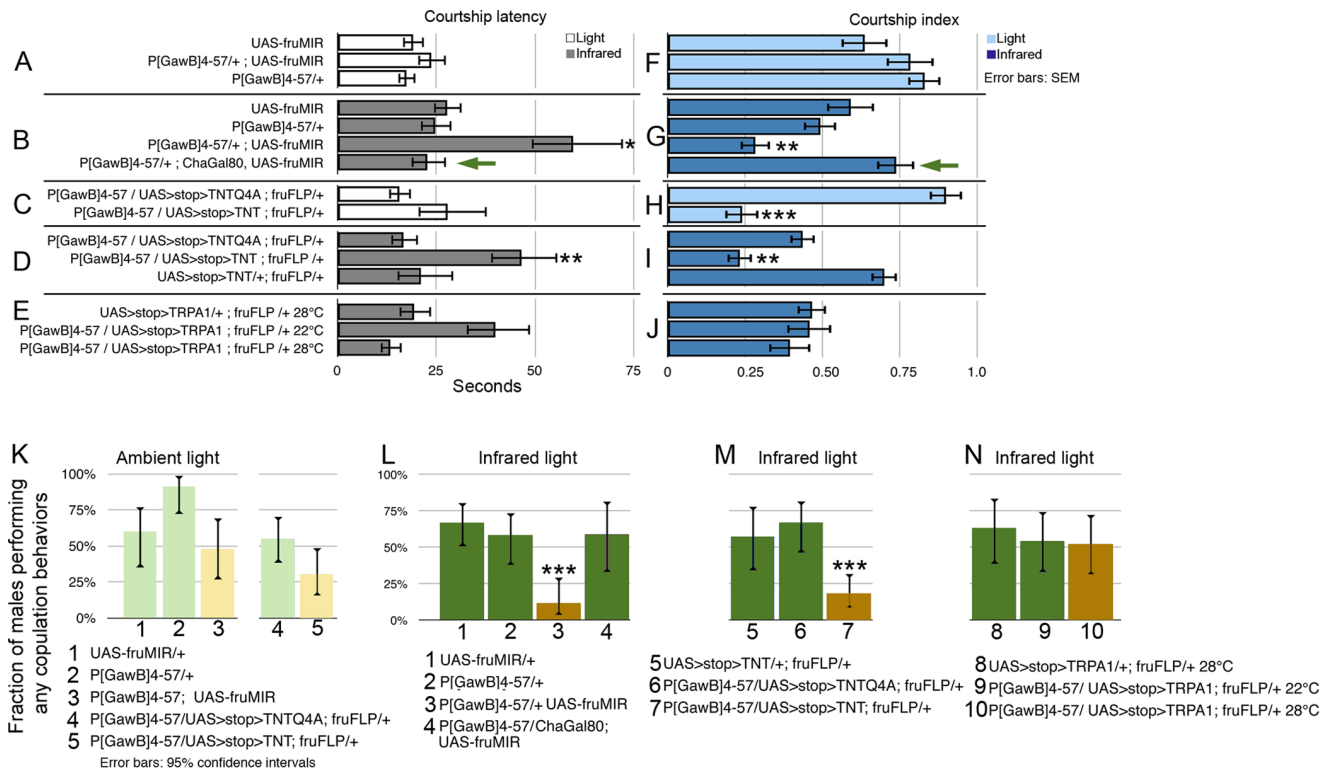 Courtship latency
Courtship index
Light
Infrared
Light
Infrared
Error bars: SEM
A
UAS-fruMIR
P[GawB]4-57/+ ; UAS-fruMIR
P[GawB]4-57/+
F
B
UAS-fruMIR
P[GawB]4-57/+
P[GawB]4-57/+ ; UAS-fruMIR
*
P[GawB]4-57/+ ; ChaGal80, UAS-fruMIR
G
**
C
P[GawB]4-57 / UAS>stop>TNTQ4A ; fruFLP/+
P[GawB]4-57 / UAS>stop>TNT ; fruFLP/+
H
***
D
P[GawB]4-57 / UAS>stop>TNTQ4A ; fruFLP/+
P[GawB]4-57 / UAS>stop>TNT ; fruFLP /+
**
UAS>stop>TNT/+; fruFLP/+
I
**
E
UAS>stop>TRPA1/+ ; fruFLP /+ 28°C
P[GawB]4-57 / UAS>stop>TRPA1 ; fruFLP /+ 22°C
P[GawB]4-57 / UAS>stop>TRPA1 ; fruFLP /+ 28°C
J
0 25 50 75
Seconds
0 0.25 0.50 0.75 1.0
Fraction of males performing
any copulation behaviors
K
Ambient light
100%
75%
50%
25%
0%
1 2 3 4 5
1 UAS-fruMIR/+
2 P[GawB]4-57/+
3 P[GawB]4-57; UAS-fruMIR
4 P[GawB]4-57/UAS>stop>TNTQ4A; fruFLP/+
5 P[GawB]4-57/UAS>stop>TNT; fruFLP/+
Error bars: 95% confidence intervals
L
Infrared light
100%
75%
50%
25%
0%
***
1 2 3 4
1 UAS-fruMIR/+
2 P[GawB]4-57/+
3 P[GawB]4-57/+ UAS-fruMIR
4 P[GawB]4-57/ChaGal80;
UAS-fruMIR
M
Infrared light
***
5 6 7
5 UAS>stop>TNT/+; fruFLP/+
6 P[GawB]4-57/UAS>stop>TNTQ4A; fruFLP/+
7 P[GawB]4-57/UAS>stop>TNT; fruFLP/+
N
Infrared light
8 9 10
8 UAS>stop>TRPA1/+; fruFLP/+ 28°C
9 P[GawB]4-57/ UAS>stop>TRPA1; fruFLP/+ 22°C
10 P[GawB]4-57/ UAS>stop>TRPA1; fruFLP/+ 28°C